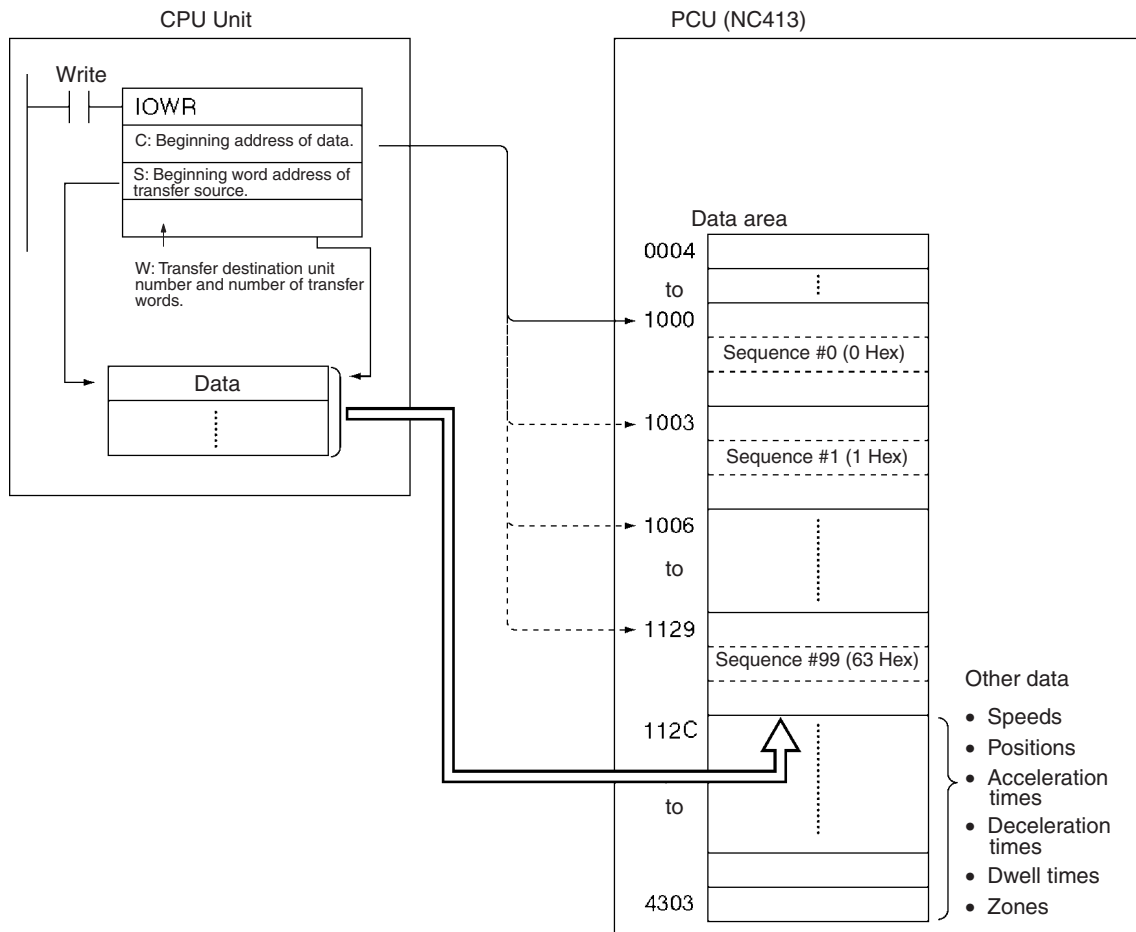 CPU Unit
PCU (NC413)
Write
IOWR
C: Beginning address of data.
S: Beginning word address of
transfer source.
W: Transfer destination unit
number and number of transfer
words.
Data
Data area
0004
to
1000
Sequence #0 (0 Hex)
1003
Sequence #1 (1 Hex)
1006
to
1129
Sequence #99 (63 Hex)
112C
to
4303
Other data
• Speeds
• Positions
• Acceleration
times
• Deceleration
times
• Dwell times
• Zones